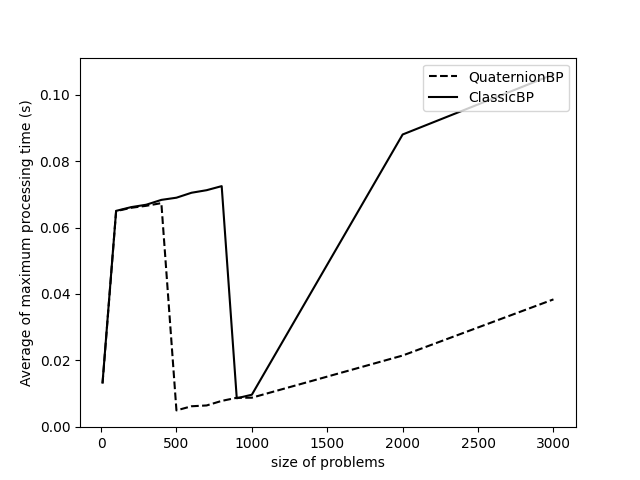 QuaternionBP
ClassicBP
0.10
0.08
0.06
0.04
0.02
0.00
Average of maximum processing time (s)
0 500 1000 1500 2000 2500 3000
size of problems